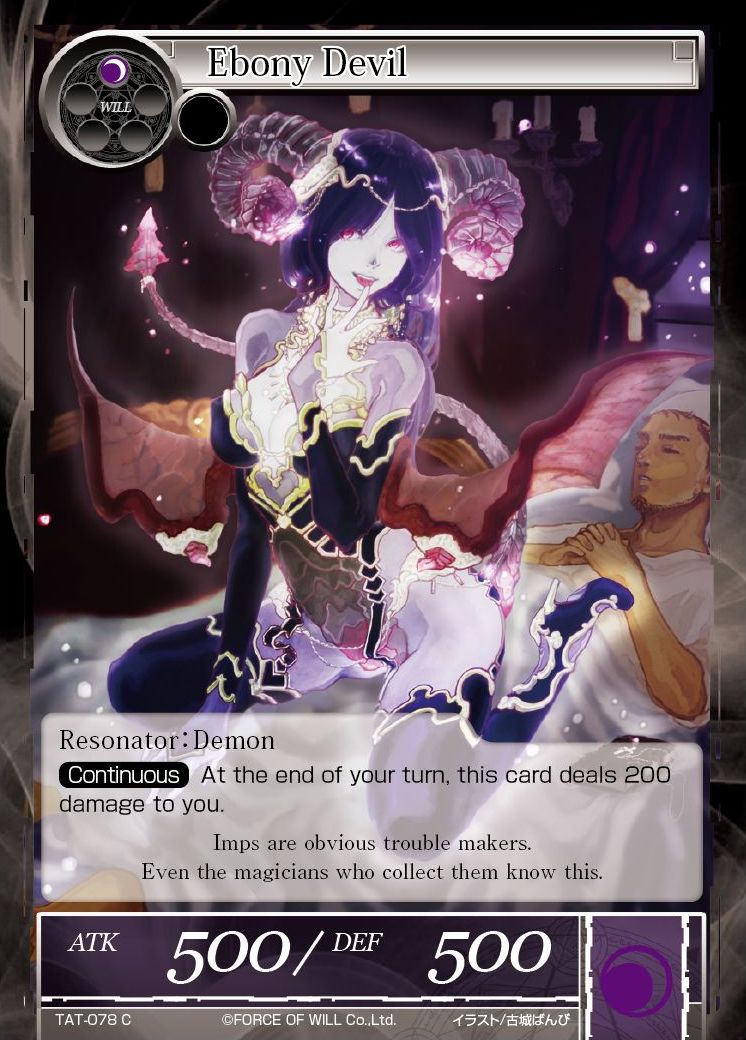 Ebony Devil
WILL
Resonator:Demon
Continuous At the end of your turn, this card deals 200
damage to you.
Imps are obvious trouble makers.
Even the magicians who collect them know this.
ATK 500/ DEF 500
TAT-078 C ©FORCE OF WILL Co.,Ltd. イラスト/古城ばんび